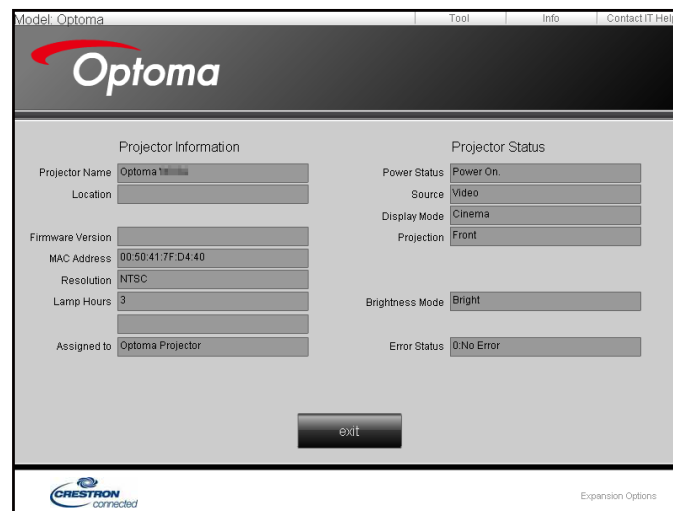 Model: Optoma
Tool Info Contact IT Hel
Optoma
Projector Information
Projector Name Optoma
Location
Firmware Version
MAC Address 00:50:41:7F:D4:40
Resolution NTSC
Lamp Hours 3
Assigned to Optoma Projector
Projector Status
Power Status Power On.
Source Video
Display Mode Cinema
Projection Front
Brightness Mode Bright
Error Status 0:No Error
exit
CRESTRON
connected
Expansion Options